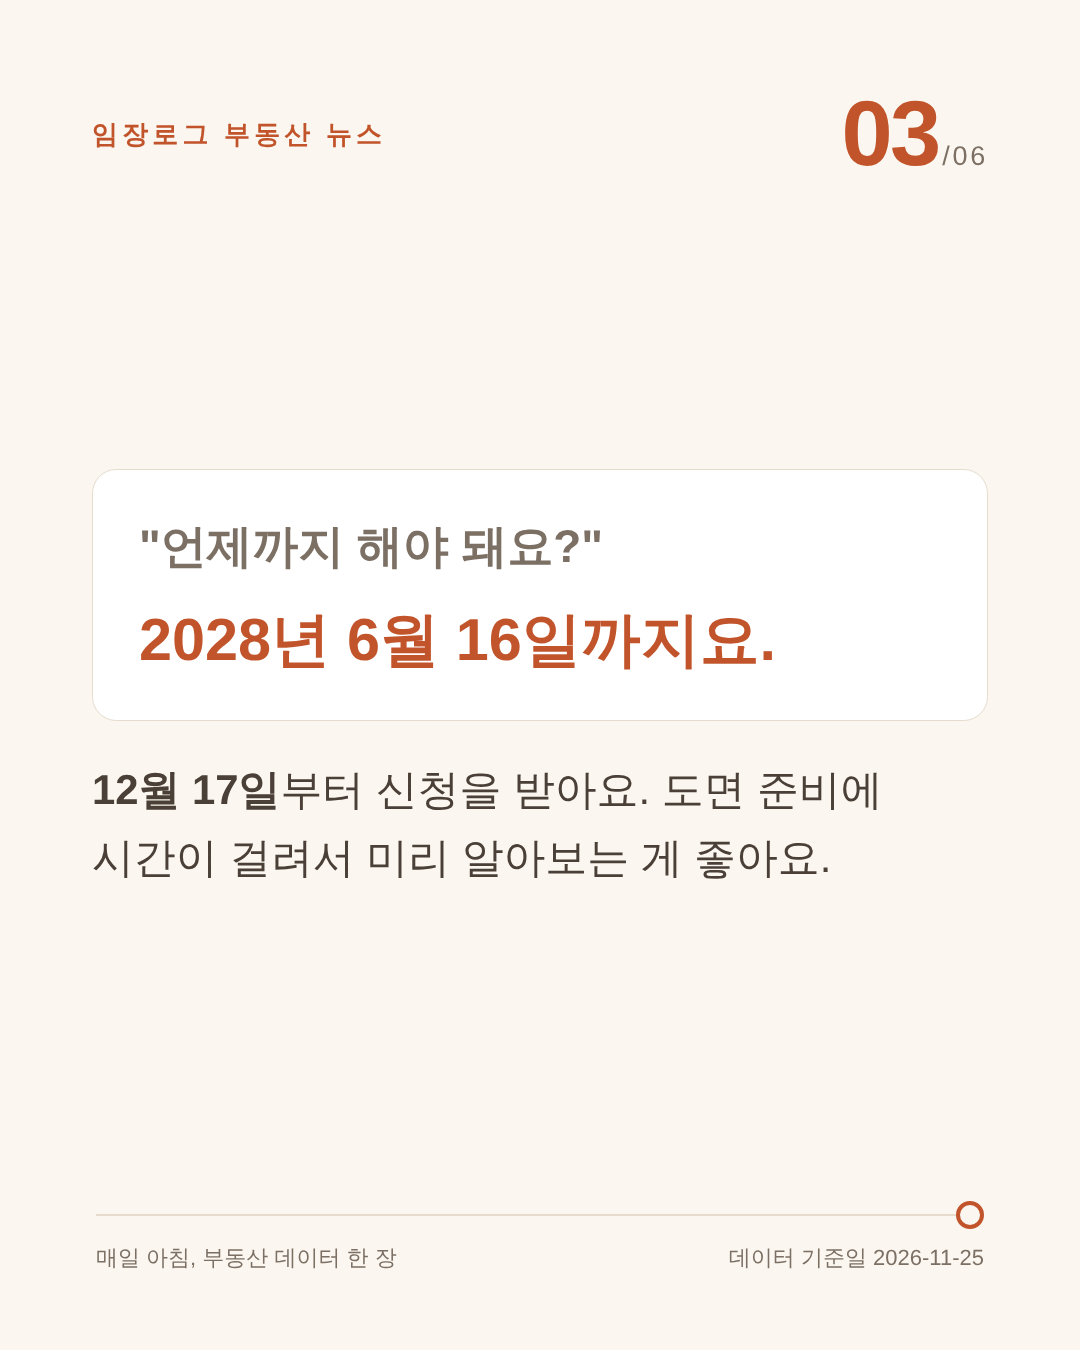 임장로그 부동산 뉴스
03/06
"언제까지 해야 돼요?"
2028년 6월 16일까지요.
12월 17일부터 신청을 받아요. 도면 준비에
시간이 걸려서 미리 알아보는 게 좋아요.
매일 아침, 부동산 데이터 한 장
데이터 기준일 2026-11-25